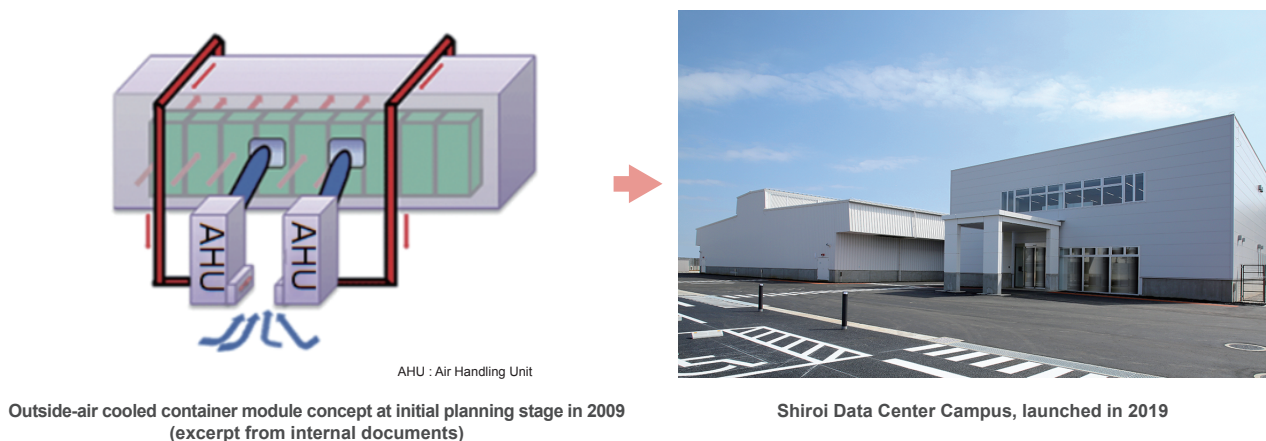 AHU
AHU
AHU : Air Handling Unit
Outside-air cooled container module concept at initial planning stage in 2009
(excerpt from internal documents)
Shiroi Data Center Campus, launched in 2019